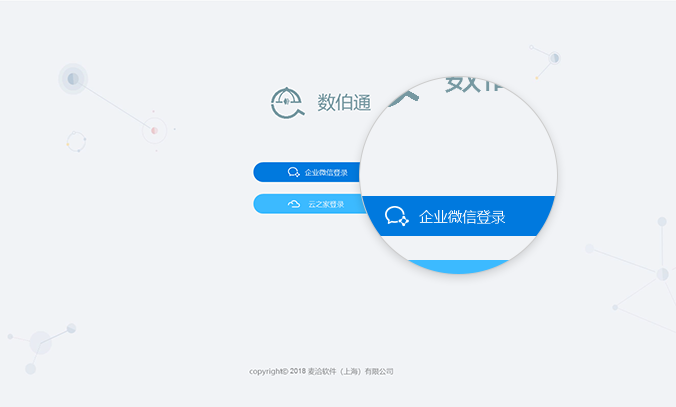 数伯通
企业微信登录
云之家登录
数伯
企业微信登录
copyright© 2018 麦洽软件（上海）有限公司